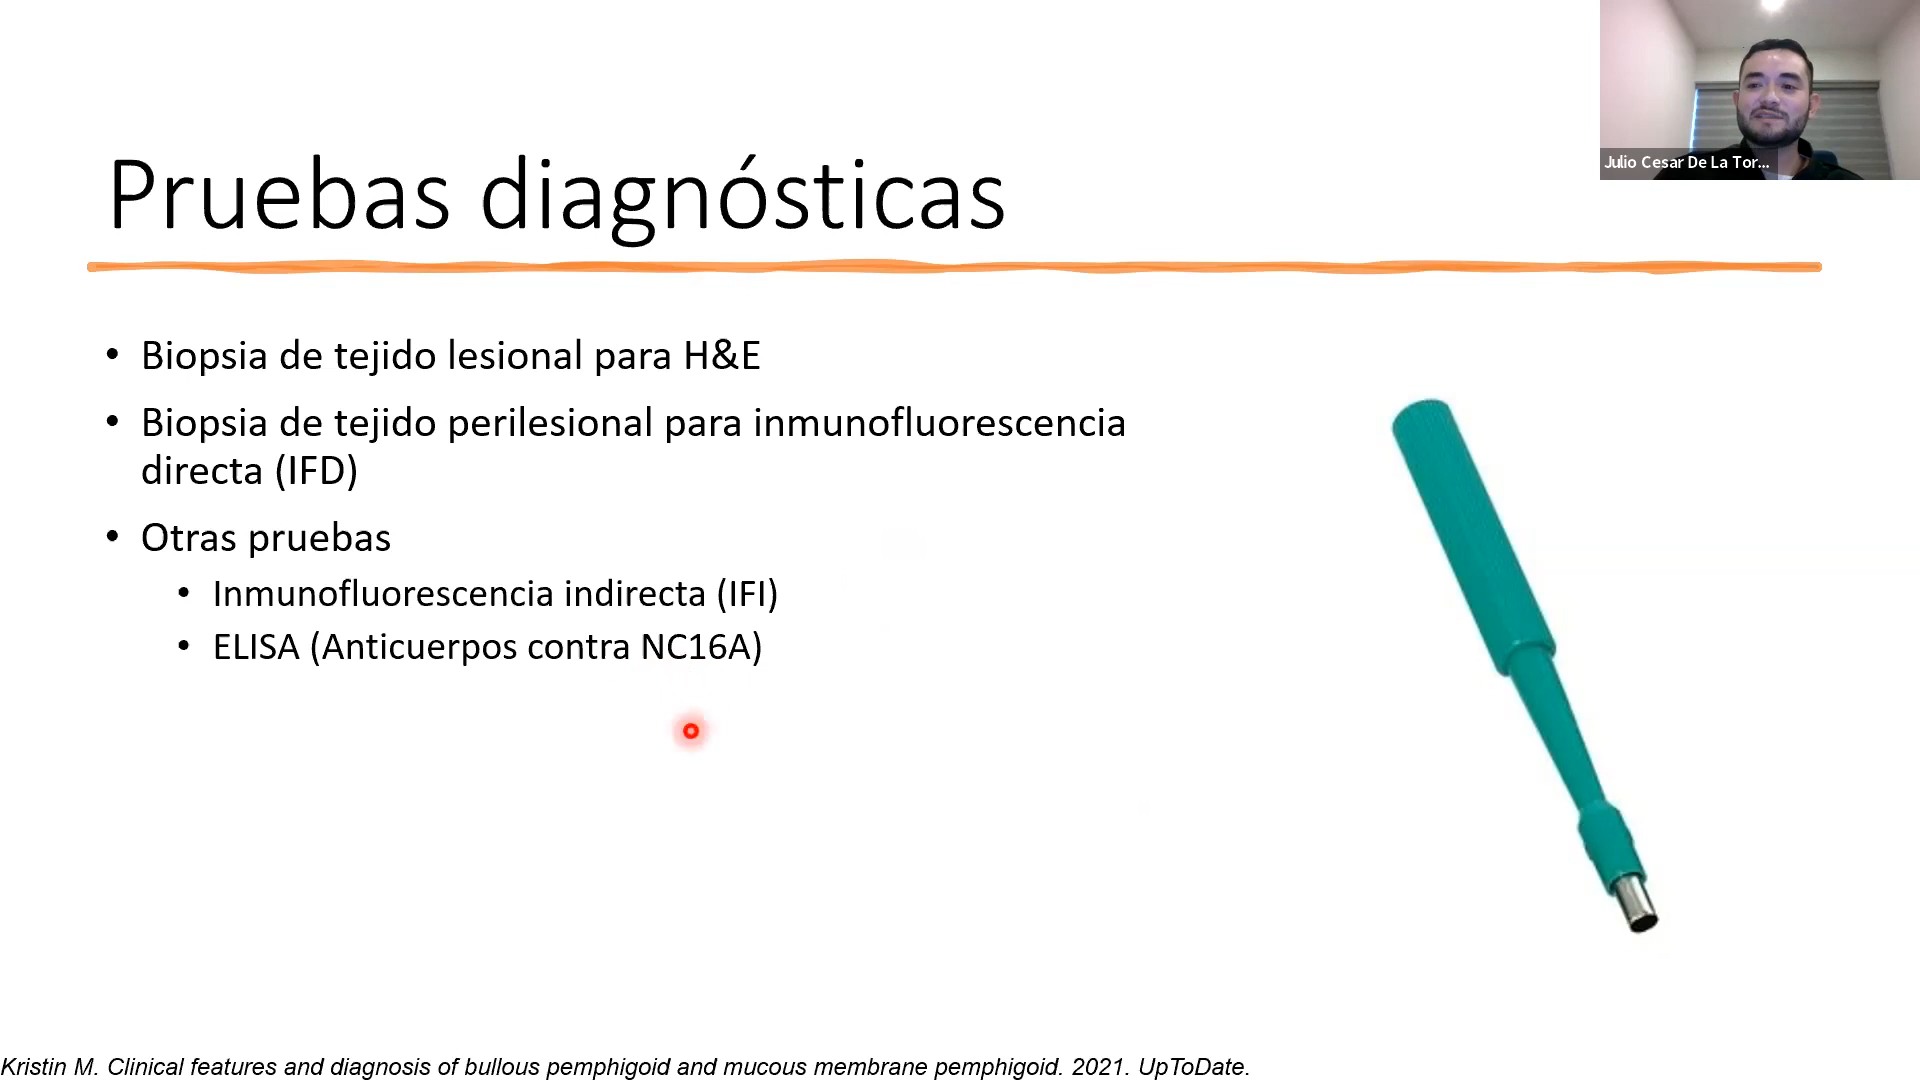 Julio Cesar De La Tor...
Pruebas diagnósticas
• Biopsia de tejido lesional para H&E
• Biopsia de tejido perilesional para inmunofluorescencia
directa (IFD)
• Otras pruebas
• Inmunofluorescencia indirecta (IFI)
• ELISA (Anticuerpos contra NC16A)
Kristin M. Clinical features and diagnosis of bullous pemphigoid and mucous membrane pemphigoid. 2021. UpToDate.